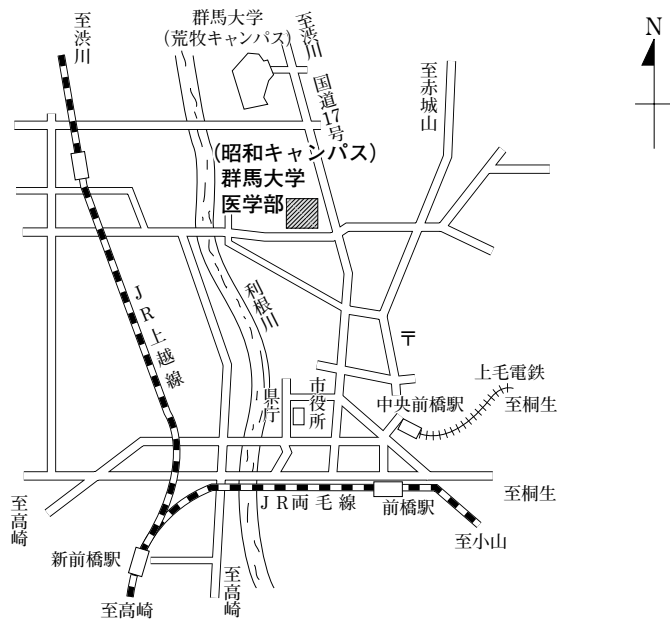 群馬大学
(荒牧キャンパス)
至渋川
至渋川
国道17号
至赤城山
N
(昭和キャンパス)
群馬大学
医学部
JR上越線
利根川
〒
上毛電鉄
至桐生
中央前橋駅
市役所
県庁
至桐生
JR両毛線
前橋駅
至小山
至高崎
新前橋駅
至高崎
至高崎